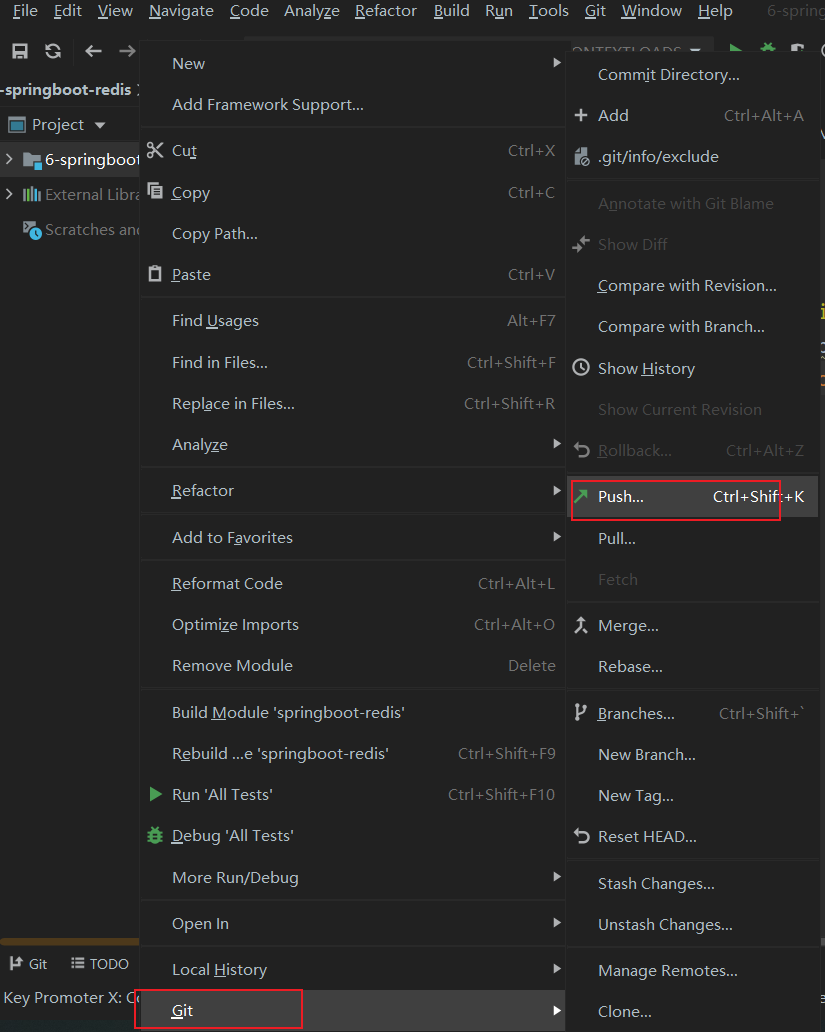 File Edit View Navigate Code Analyze Refactor Build Run Tools Git Window Help 6-spring
-springboot-redis
Project
6-springboot
External Libra
Scratches and
New
Add Framework Support...
Cut Ctrl+X
Copy Ctrl+C
Copy Path...
Paste Ctrl+V
Find Usages Alt+F7
Find in Files... Ctrl+Shift+F
Replace in Files... Ctrl+Shift+R
Analyze
Refactor
Add to Favorites
Reformat Code Ctrl+Alt+L
Optimize Imports Ctrl+Alt+O
Remove Module Delete
Build Module 'springboot-redis'
Rebuild ...e 'springboot-redis' Ctrl+Shift+F9
Run 'All Tests' Ctrl+Shift+F10
Debug 'All Tests'
More Run/Debug
Open In
Local History
Git
Commit Directory...
Add Ctrl+Alt+A
.git/info/exclude
Annotate with Git Blame
Show Diff
Compare with Revision...
Compare with Branch...
Show History
Show Current Revision
Rollback... Ctrl+Alt+Z
Push... Ctrl+Shift+K
Pull...
Fetch
Merge...
Rebase...
Branches... Ctrl+Shift+`
New Branch...
New Tag...
Reset HEAD...
Stash Changes...
Unstash Changes...
Manage Remotes...
Clone...
Git TODO
Key Promoter X: